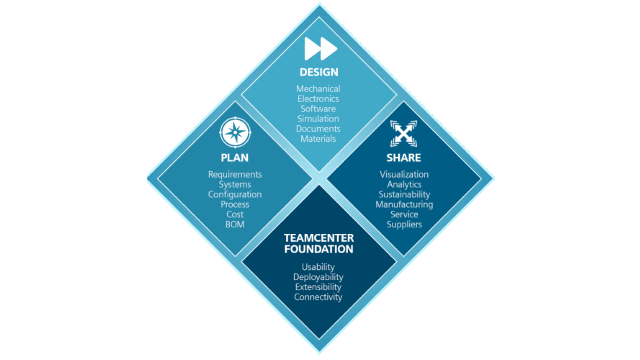 DESIGN
Mechanical
Electronics
Software
Simulation
Documents
Materials
PLAN
Requirements
Systems
Configuration
Process
Cost
BOM
SHARE
Visualization
Analytics
Sustainability
Manufacturing
Service
Suppliers
TEAMCENTER
FOUNDATION
Usability
Deployability
Extensibility
Connectivity